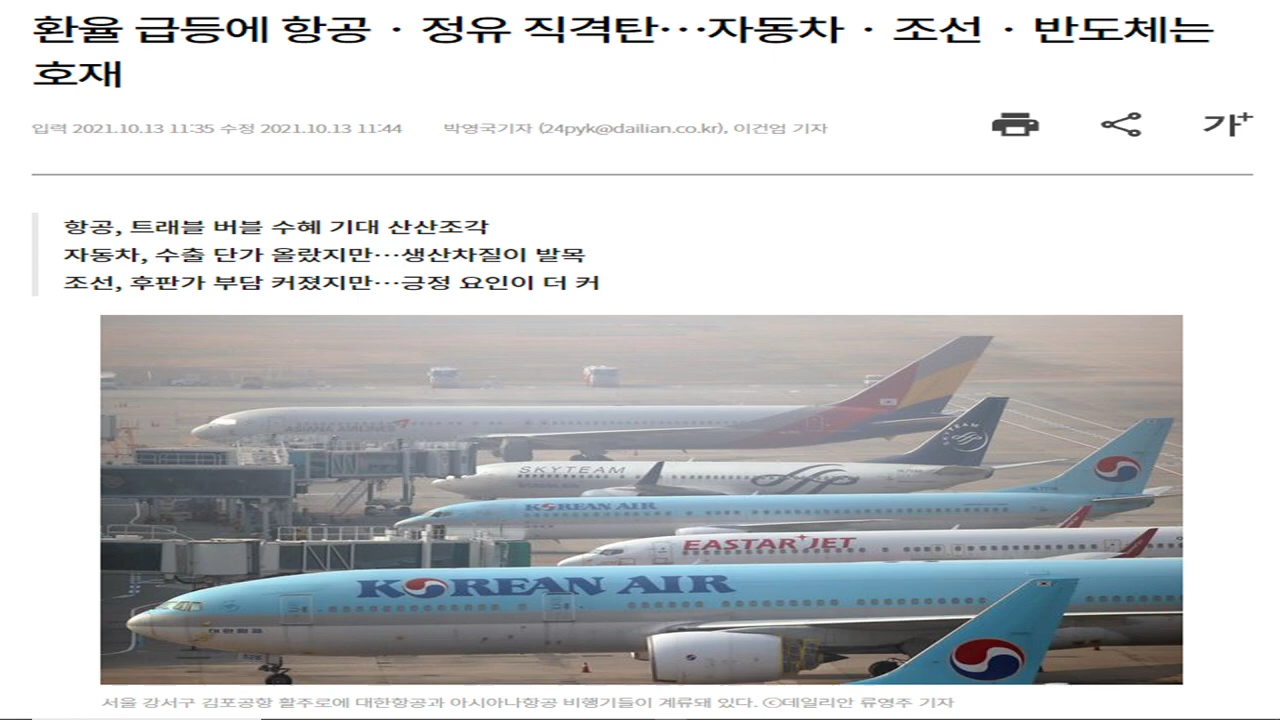 환율 급등에 항공 · 정유 직격탄…자동차 · 조선 · 반도체는
호재
입력 2021.10.13 11:35 수정 2021.10.13 11:44 박영국기자 (24pyk@dailian.co.kr), 이건엄 기자
가+
항공, 트래블 버블 수혜 기대 산산조각
자동차, 수출 단가 올랐지만…생산차질이 발목
조선, 후판가 부담 커졌지만…긍정 요인이 더 커
ASIANA AIRLINES
SKYTEAM
SKYTEAM
KOREAN AIR
EASTAR JET
KOREAN AIR
대한항공
서울 강서구 김포공항 활주로에 대한항공과 아시아나항공 비행기들이 계류돼 있다. ⓒ데일리안 류영주 기자